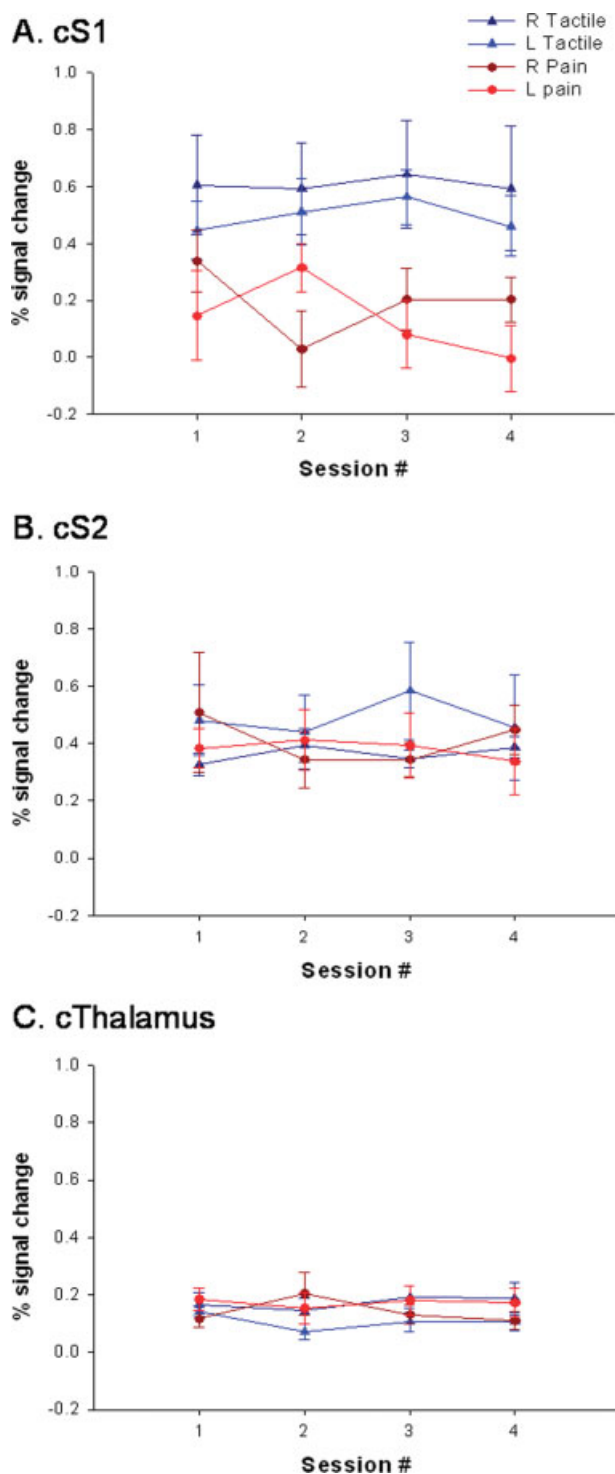 A. cS1
R Tactile
L Tactile
R Pain
L pain
1.0
0.8
0.6
0.4
0.2
0.0
-0.2
% signal change
1 2 3 4
Session #
B. cS2
1.0
0.8
0.6
0.4
0.2
0.0
-0.2
% signal change
1 2 3 4
Session #
C. cThalamus
1.0
0.8
0.6
0.4
0.2
0.0
-0.2
% signal change
1 2 3 4
Session #